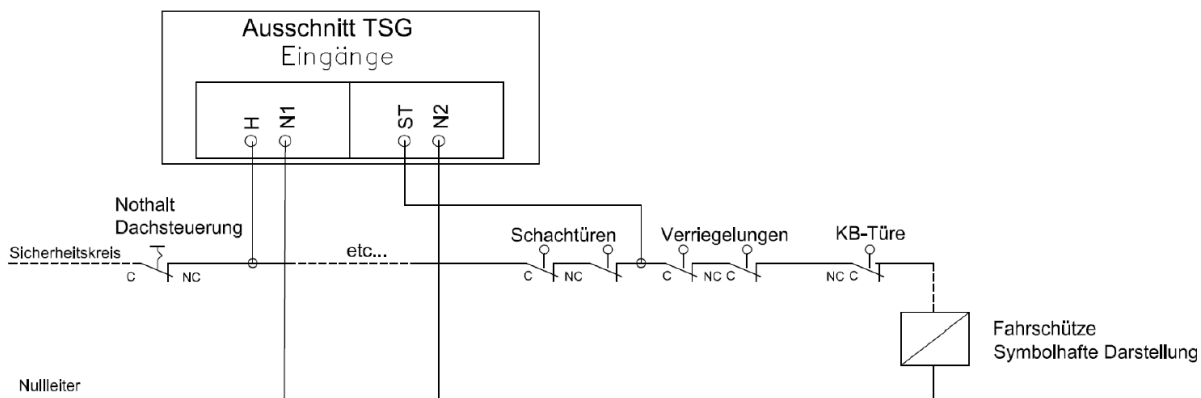 Ausschnitt TSG
Eingänge
H N1 ST N2
Nothalt
Dachsteuerung
Sicherheitskreis
etc...
Schachtüren
Verriegelungen
KB-Türe
C NC C NC C NC C NC C
Fahrschütze
Symbolhafte Darstellung
Nullleiter